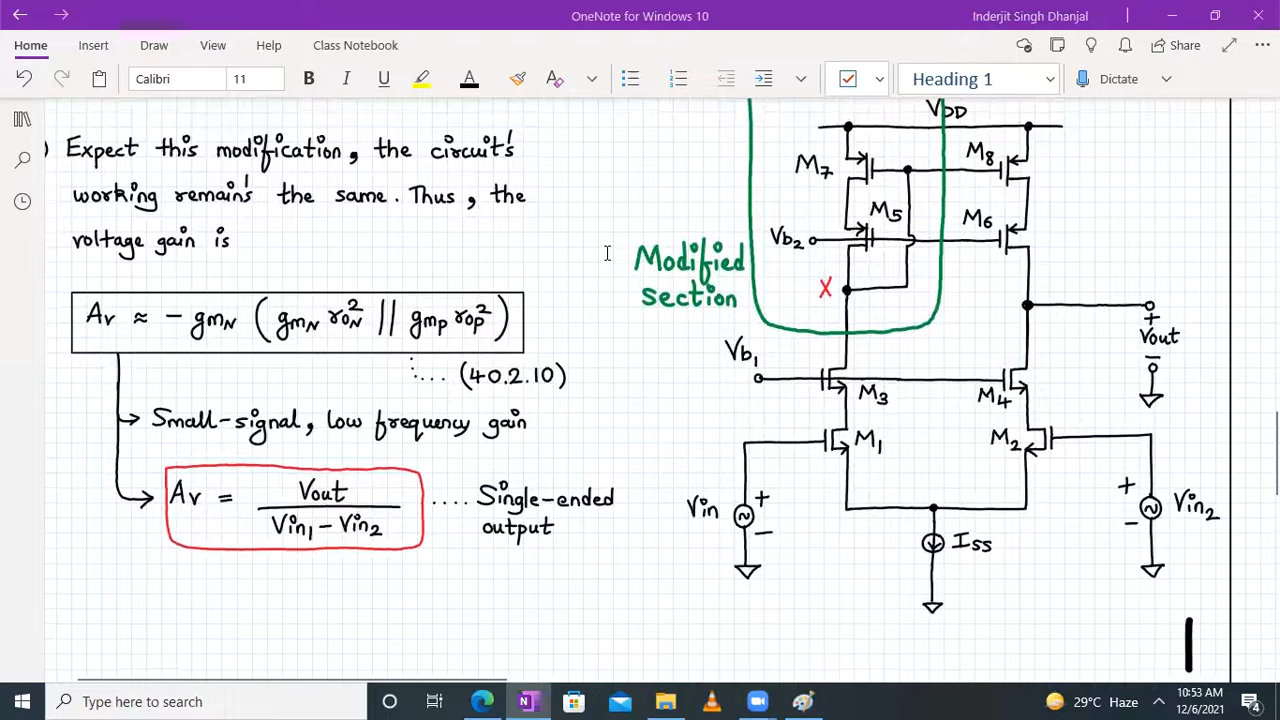 OneNote for Windows 10
Inderjit Singh Dhanjal
Home Insert Draw View Help Class Notebook
Share
Calibri 11 B I U A A Heading 1 Dictate
) Expect this modification, the circuit's
working remain's the same. Thus, the
voltage gain is
Av ≈ - gmN ( gmN roN² || gmp rop² )
.... (40.2.10)
Small-signal, low frequency gain
Av = Vout / Vin1 - Vin2 .... Single-ended
output
Modified
section
VDD
M7
M8
M5
M6
Vb2
X
+
Vout
-
Vb1
M3
M4
M1
M2
Vin
+
-
+
-
Vin2
Iss
Type here to search
29°C Haze
10:53 AM
12/6/2021
4